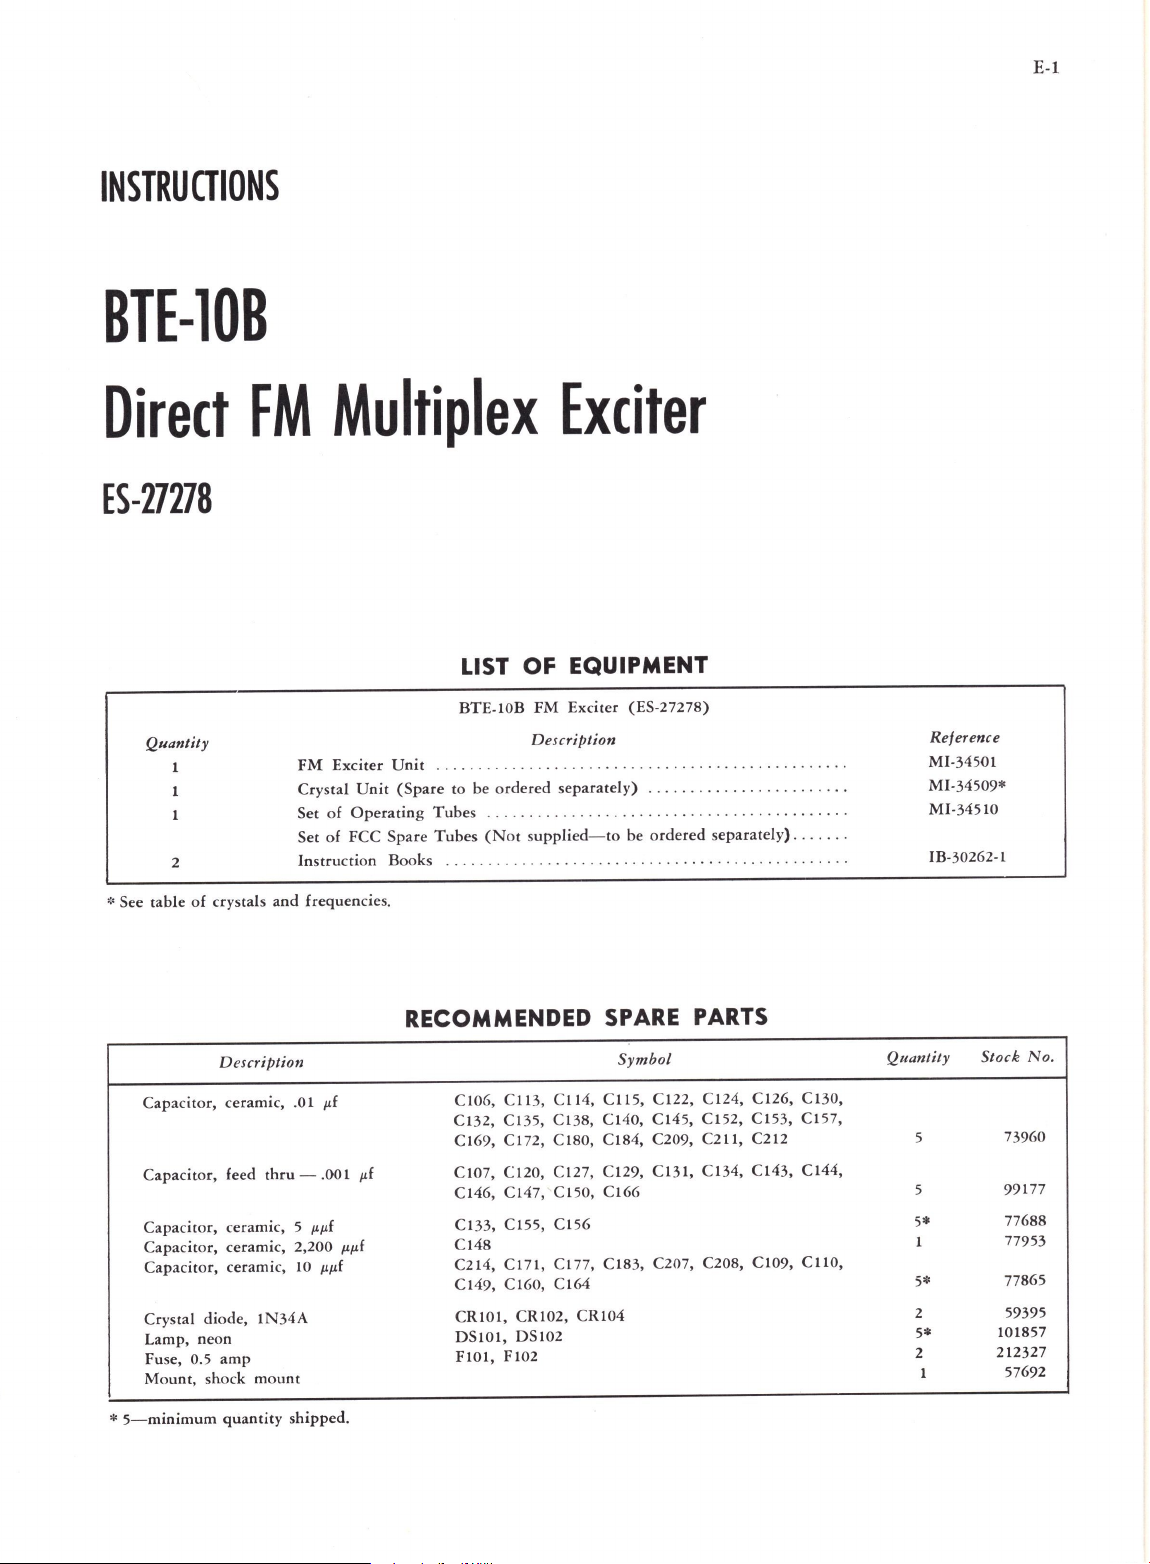 E-1
INSTRUCTIONS
BTE-10B
Direct FM Multiplex Exciter
ES-27278
LIST OF EQUIPMENT
BTE-10B FM Exciter (ES-27278)
Quantity Description Reference
1 FM Exciter Unit ................................................. MI-34501
1 Crystal Unit (Spare to be ordered separately) ........................ MI-34509*
1 Set of Operating Tubes ........................................... MI-34510
Set of FCC Spare Tubes (Not supplied—to be ordered separately).......
2 Instruction Books ................................................ IB-30262-1
* See table of crystals and frequencies.
RECOMMENDED SPARE PARTS
Description Symbol Quantity Stock No.
Capacitor, ceramic, .01 μf C106, C113, C114, C115, C122, C124, C126, C130,
C132, C135, C138, C140, C145, C152, C153, C157,
C169, C172, C180, C184, C209, C211, C212 5 73960
Capacitor, feed thru — .001 μf C107, C120, C127, C129, C131, C134, C143, C144,
C146, C147, C150, C166 5 99177
Capacitor, ceramic, 5 μμf C133, C155, C156 5* 77688
Capacitor, ceramic, 2,200 μμf C148 1 77953
Capacitor, ceramic, 10 μμf C214, C171, C177, C183, C207, C208, C109, C110,
C149, C160, C164 5* 77865
Crystal diode, 1N34A CR101, CR102, CR104 2 59395
Lamp, neon DS101, DS102 5* 101857
Fuse, 0.5 amp F101, F102 2 212327
Mount, shock mount 1 57692
* 5—minimum quantity shipped.